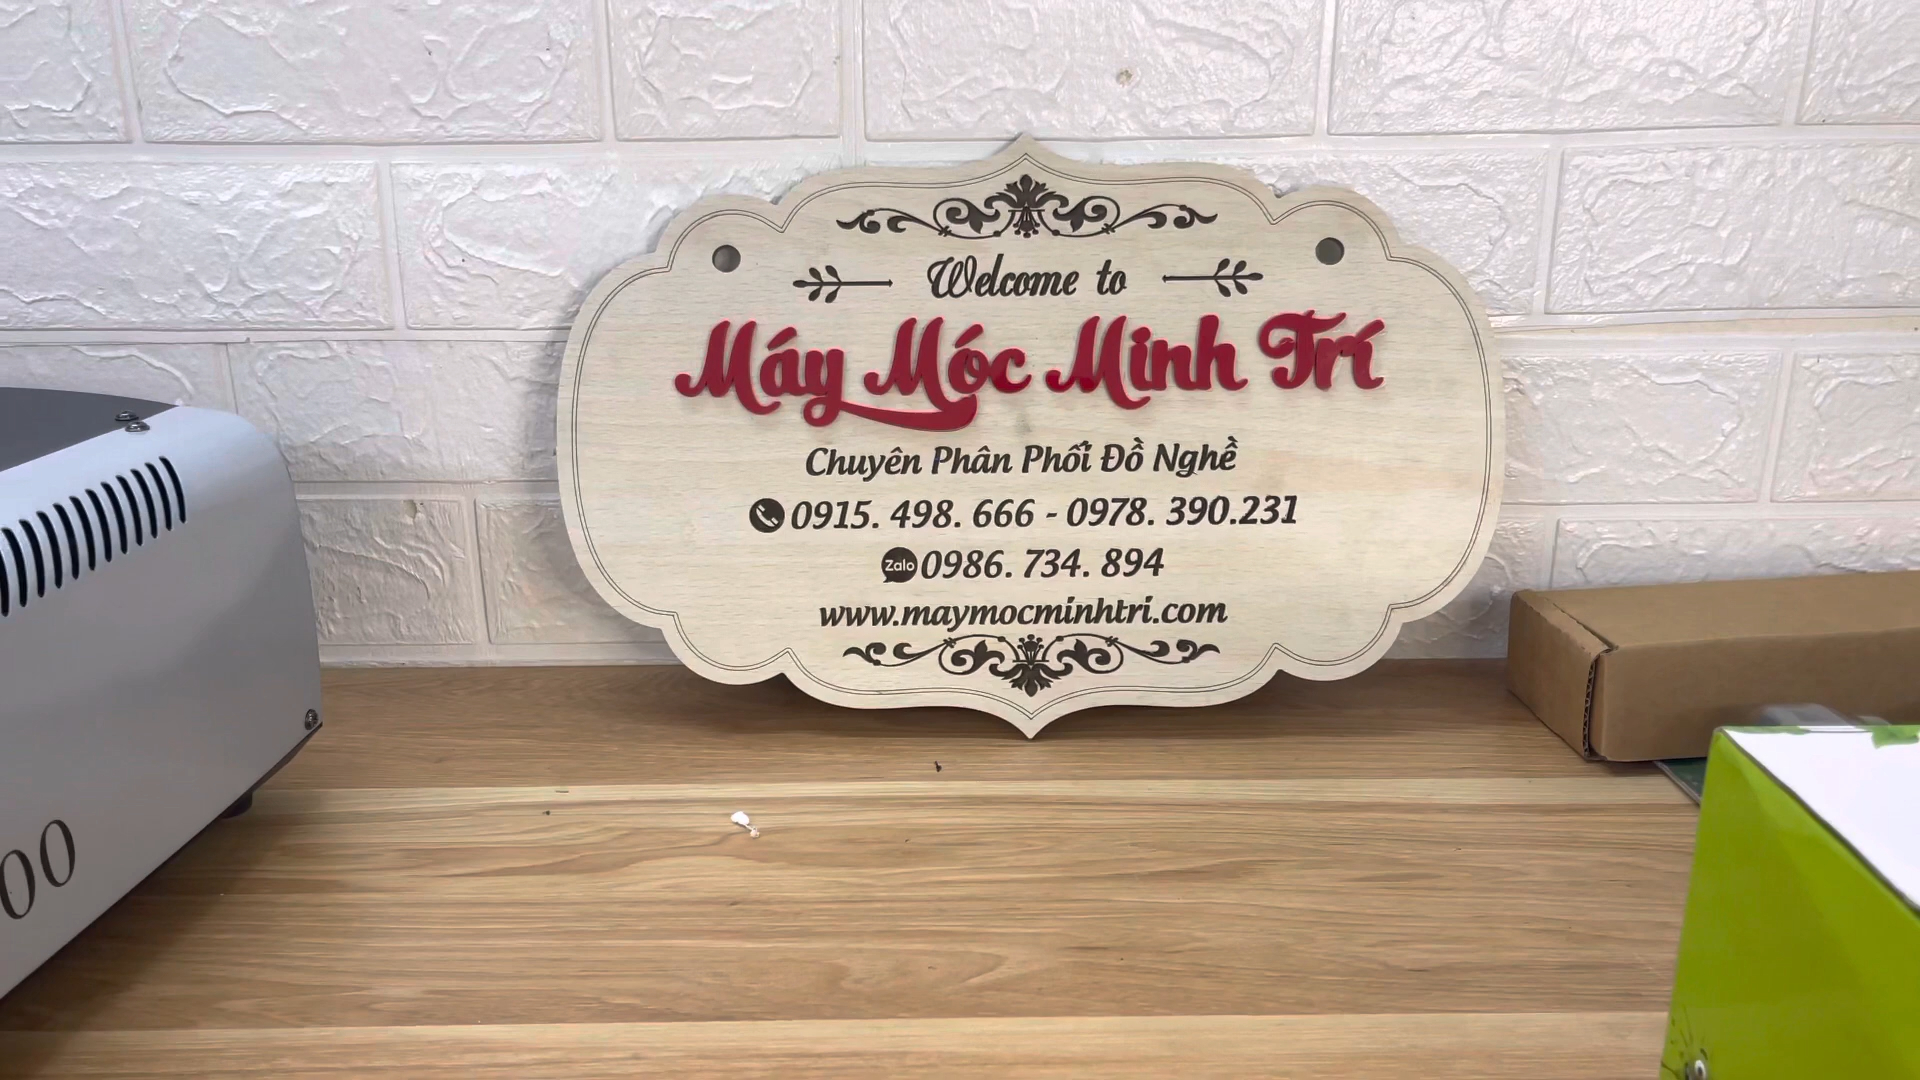 Welcome to
Máy Móc Minh Trí
Chuyên Phân Phối Đồ Nghề
0915. 498. 666 - 0978. 390.231
Zalo 0986. 734. 894
www.maymocminhtri.com
00